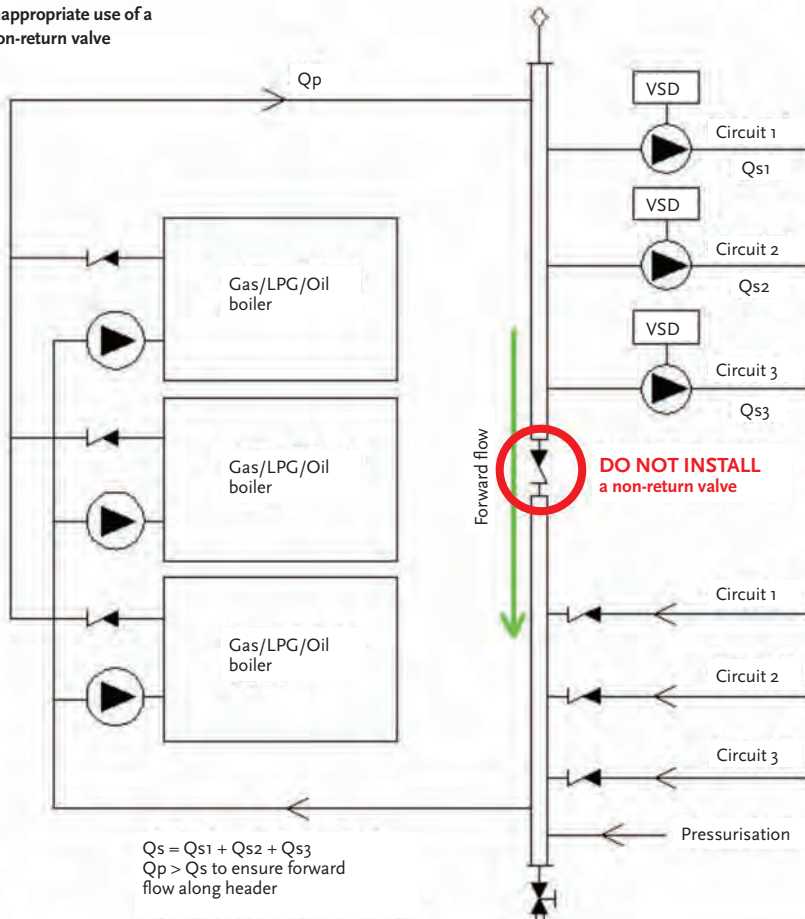 appropriate use of a
on-return valve
Qp
VSD
Circuit 1
Qs1
VSD
Circuit 2
Qs2
VSD
Circuit 3
Qs3
Gas/LPG/Oil
boiler
Gas/LPG/Oil
boiler
Gas/LPG/Oil
boiler
Forward flow
DO NOT INSTALL
a non-return valve
Circuit 1
Circuit 2
Circuit 3
Pressurisation
Qs = Qs1 + Qs2 + Qs3
Qp > Qs to ensure forward
flow along header